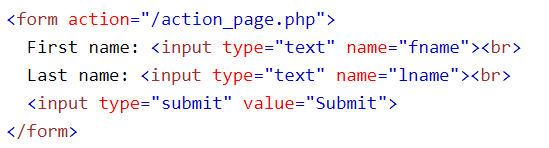 <form action="/action_page.php">
First name: <input type="text" name="fname"><br>
Last name: <input type="text" name="lname"><br>
<input type="submit" value="Submit">
</form>